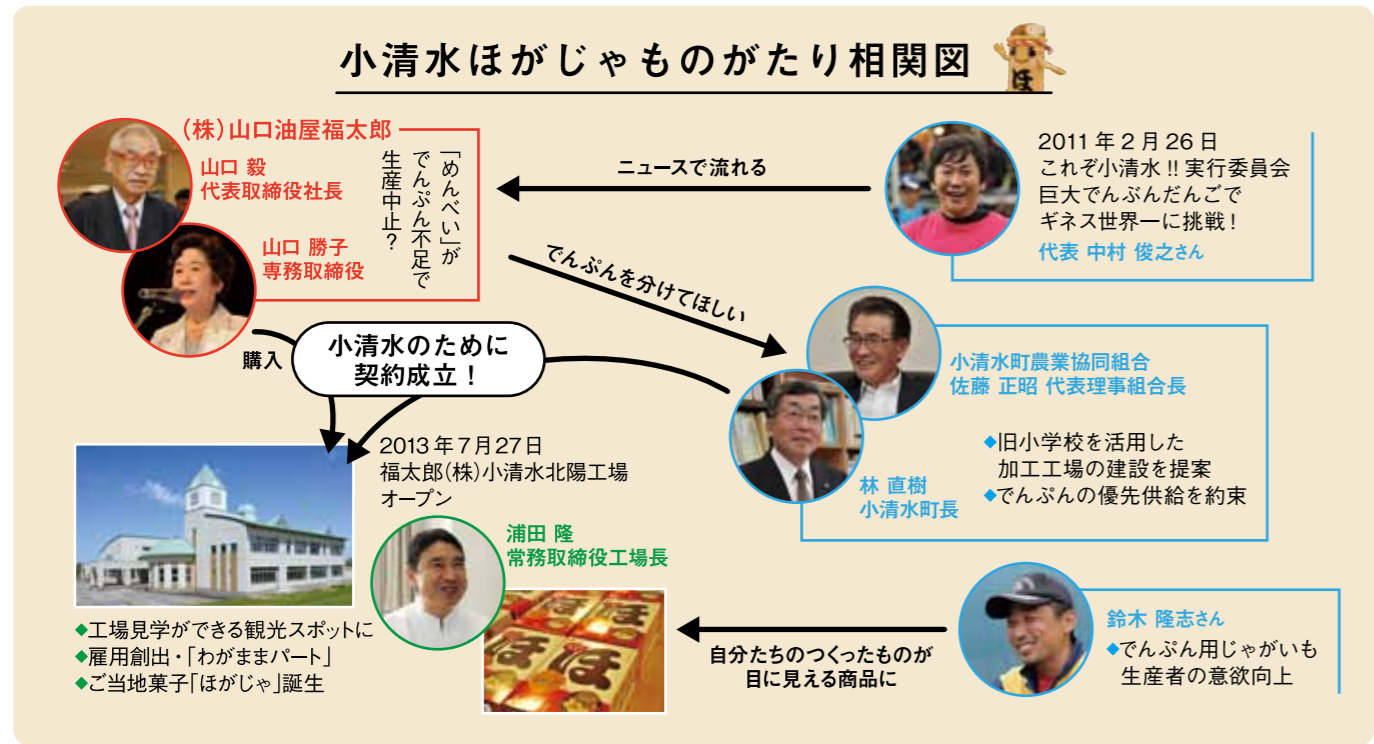 小清水ほがじゃものがたり相関図
ほ
(株)山口油屋福太郎
山口 毅
代表取締役社長
山口 勝子
専務取締役
「めんべい」が
でんぷん不足で
生産中止?
ニュースで流れる
2011年2月26日
これぞ小清水!!実行委員会
巨大でんぷんだんごで
ギネス世界一に挑戦!
代表 中村 俊之さん
でんぷんを分けてほしい
購入
小清水のために
契約成立!
小清水町農業協同組合
佐藤 正昭 代表理事組合長
林 直樹
小清水町長
◆旧小学校を活用した
加工工場の建設を提案
◆でんぷんの優先供給を約束
2013年7月27日
福太郎(株)小清水北陽工場
オープン
浦田 隆
常務取締役工場長
◆工場見学ができる観光スポットに
◆雇用創出・「わがままパート」
◆ご当地菓子「ほがじゃ」誕生
ほ
ほ
自分たちのつくったものが
目に見える商品に
鈴木 隆志さん
◆でんぷん用じゃがいも
生産者の意欲向上